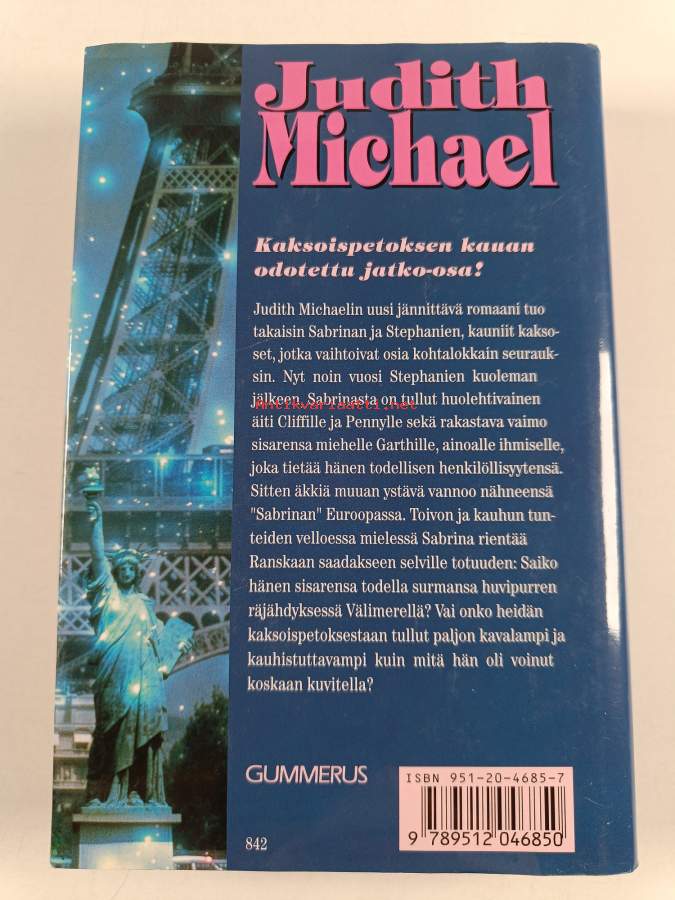 Judith
Michael
Kaksoispetoksen kauan
odotettu jatko-osa!
Judith Michaelin uusi jännittävä romaani tuo
takaisin Sabrinan ja Stephanien, kauniit kakso-
set, jotka vaihtoivat osia kohtalokkain seurauk-
sin. Nyt noin vuosi Stephanien kuoleman
jälkeen, Sabrinasta on tullut huolehtivainen
Antikvariaatti.net
äiti Cliffille ja Pennylle sekä rakastava vaimo
sisarensa miehelle Garthille, ainoalle ihmiselle,
joka tietää hänen todellisen henkilöllisyytensä.
Sitten äkkiä muuan ystävä vannoo nähneensä
"Sabrinan" Euroopassa. Toivon ja kauhun tun-
teiden velloessa mielessä Sabrina rientää
Ranskaan saadakseen selville totuuden: Saiko
hänen sisarensa todella surmansa huvipurren
räjähdyksessä Välimerellä? Vai onko heidän
kaksoispetoksestaan tullut paljon kavalampi ja
kauhistuttavampi kuin mitä hän oli voinut
koskaan kuvitella?
GUMMERUS
ISBN 951-20-4685-7
9 789512 046850
842